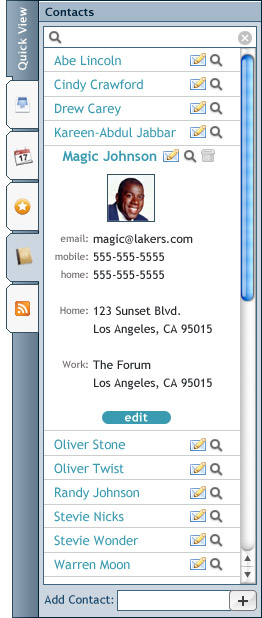 Quick View
Contacts
Abe Lincoln
Cindy Crawford
Drew Carey
Kareen-Abdul Jabbar
Magic Johnson
email: magic@lakers.com
mobile: 555-555-5555
home: 555-555-5555
Home: 123 Sunset Blvd.
Los Angeles, CA 95015
Work: The Forum
Los Angeles, CA 95015
edit
Oliver Stone
Oliver Twist
Randy Johnson
Stevie Nicks
Stevie Wonder
Warren Moon
Add Contact:
17